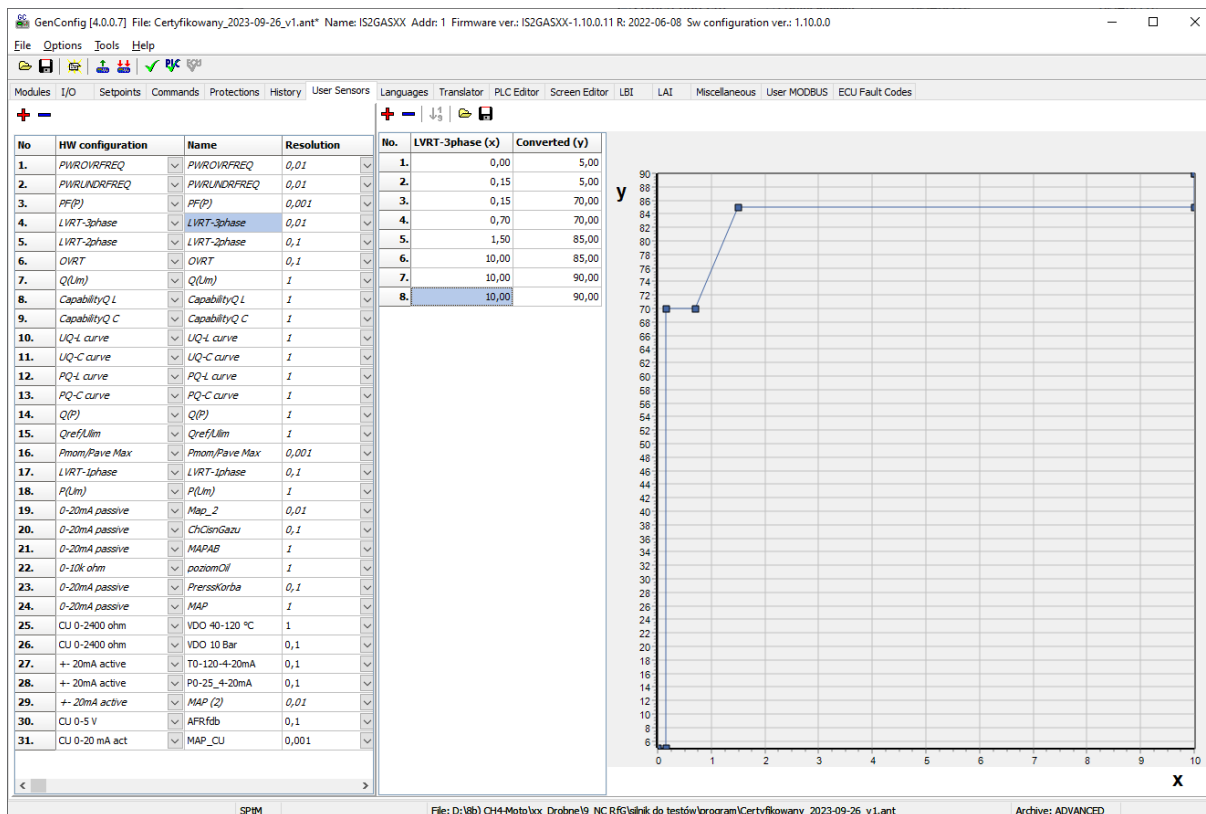 GenConfig [4.0.0.7] File: Certyfikowany_2023-09-26_v1.ant* Name: IS2GASXX Addr: 1 Firmware ver.: IS2GASXX-1.10.0.11 R: 2022-06-08 Sw configuration ver.: 1.10.0.0
File Options Tools Help
PLC ECU
Modules I/O Setpoints Commands Protections History User Sensors Languages Translator PLC Editor Screen Editor LBI LAI Miscellaneous User MODBUS ECU Fault Codes
No HW configuration Name Resolution
1. PWROVRFREQ PWROVRFREQ 0,01
2. PWRUNDRFREQ PWRUNDRFREQ 0,01
3. PF(P) PF(P) 0,001
4. LVRT-3phase LVRT-3phase 0,01
5. LVRT-2phase LVRT-2phase 0,1
6. OVRT OVRT 0,1
7. Q(Um) Q(Um) 1
8. CapabilityQ L CapabilityQ L 1
9. CapabilityQ C CapabilityQ C 1
10. UQ-L curve UQ-L curve 1
11. UQ-C curve UQ-C curve 1
12. PQ-L curve PQ-L curve 1
13. PQ-C curve PQ-C curve 1
14. Q(P) Q(P) 1
15. Qref/Ulim Qref/Ulim 1
16. Pmom/Pave Max Pmom/Pave Max 0,001
17. LVRT-1phase LVRT-1phase 0,1
18. P(Um) P(Um) 1
19. 0-20mA passive Map_2 0,01
20. 0-20mA passive ChCisnGazu 0,1
21. 0-20mA passive MAPAB 1
22. 0-10k ohm poziomOil 1
23. 0-20mA passive PrerssKorba 0,1
24. 0-20mA passive MAP 1
25. CU 0-2400 ohm VDO 40-120 °C 1
26. CU 0-2400 ohm VDO 10 Bar 0,1
27. +- 20mA active T0-120-4-20mA 0,1
28. +- 20mA active P0-25_4-20mA 0,1
29. +- 20mA active MAP (2) 0,01
30. CU 0-5 V AFRfdb 0,1
31. CU 0-20 mA act MAP_CU 0,001
No. LVRT-3phase (x) Converted (y)
1. 0,00 5,00
2. 0,15 5,00
3. 0,15 70,00
4. 0,70 70,00
5. 1,50 85,00
6. 10,00 85,00
7. 10,00 90,00
8. 10,00 90,00
y
90
88
86
84
82
80
78
76
74
72
70
68
66
64
62
60
58
56
54
52
50
48
46
44
42
40
38
36
34
32
30
28
26
24
22
20
18
16
14
12
10
8
6
0 1 2 3 4 5 6 7 8 9 10
x
SPtM File: D:\8b) CH4-Moto\xx_Drobne\9_NC RfG\silnik do testów\program\Certyfikowany_2023-09-26_v1.ant Archive: ADVANCED